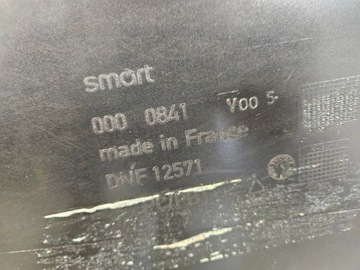 smart
000 0841 V00 5
made in France
DNF 12571